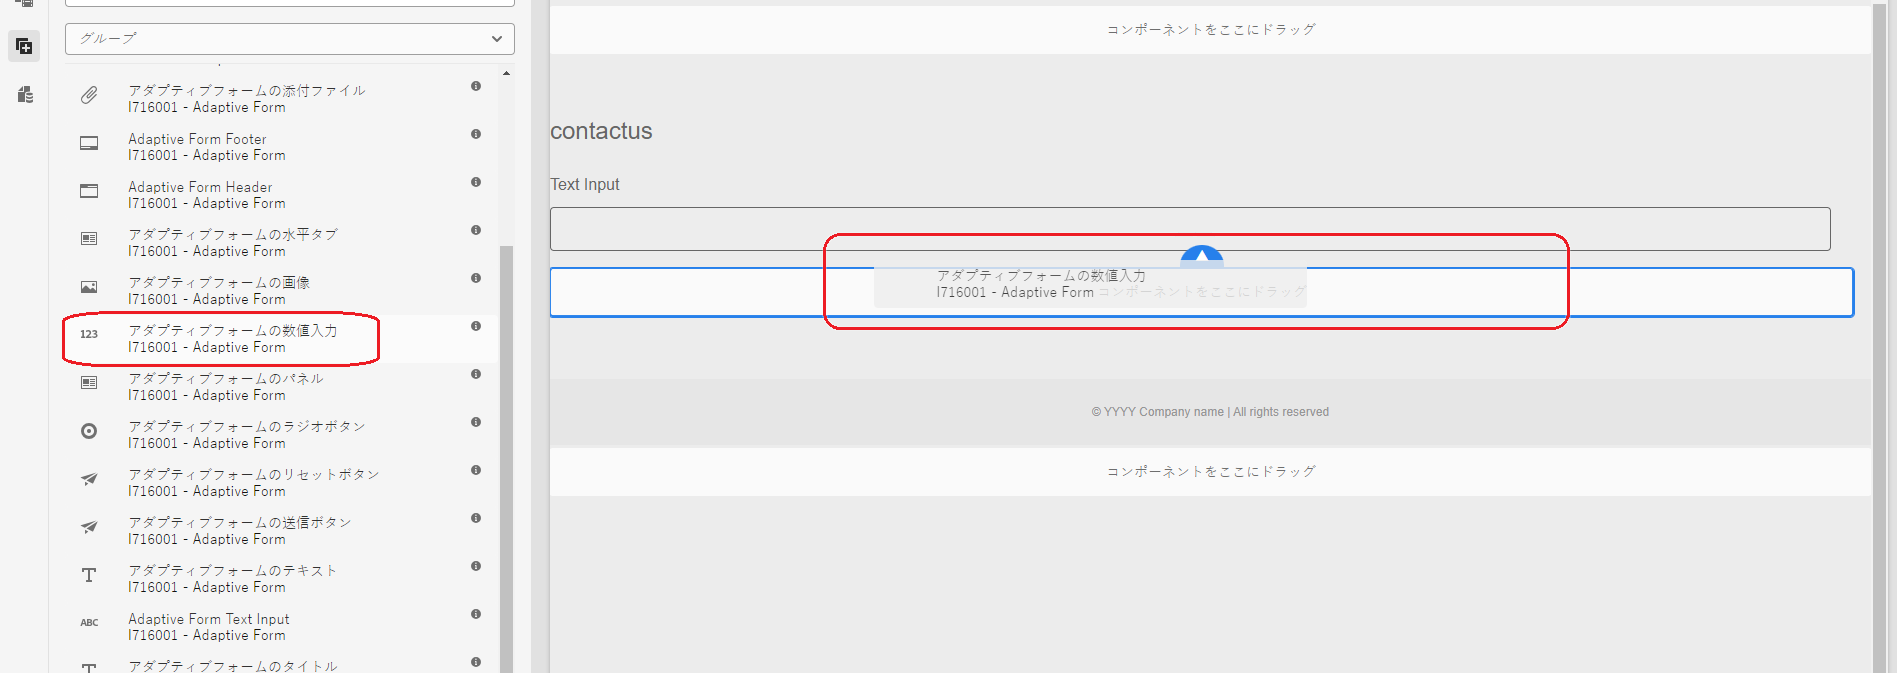 グループ
アダプティブフォームの添付ファイル
I716001 - Adaptive Form
Adaptive Form Footer
I716001 - Adaptive Form
Adaptive Form Header
I716001 - Adaptive Form
アダプティブフォームの水平タブ
I716001 - Adaptive Form
アダプティブフォームの画像
I716001 - Adaptive Form
123
アダプティブフォームの数値入力
I716001 - Adaptive Form
アダプティブフォームのパネル
I716001 - Adaptive Form
アダプティブフォームのラジオボタン
I716001 - Adaptive Form
アダプティブフォームのリセットボタン
I716001 - Adaptive Form
アダプティブフォームの送信ボタン
I716001 - Adaptive Form
アダプティブフォームのテキスト
I716001 - Adaptive Form
ABC
Adaptive Form Text Input
I716001 - Adaptive Form
アダプティブフォームのタイトル
コンポーネントをここにドラッグ
contactus
Text Input
アダプティブフォームの数値入力
I716001 - Adaptive Form コンポーネントをここにドラッグ
© YYYY Company name | All rights reserved
コンポーネントをここにドラッグ